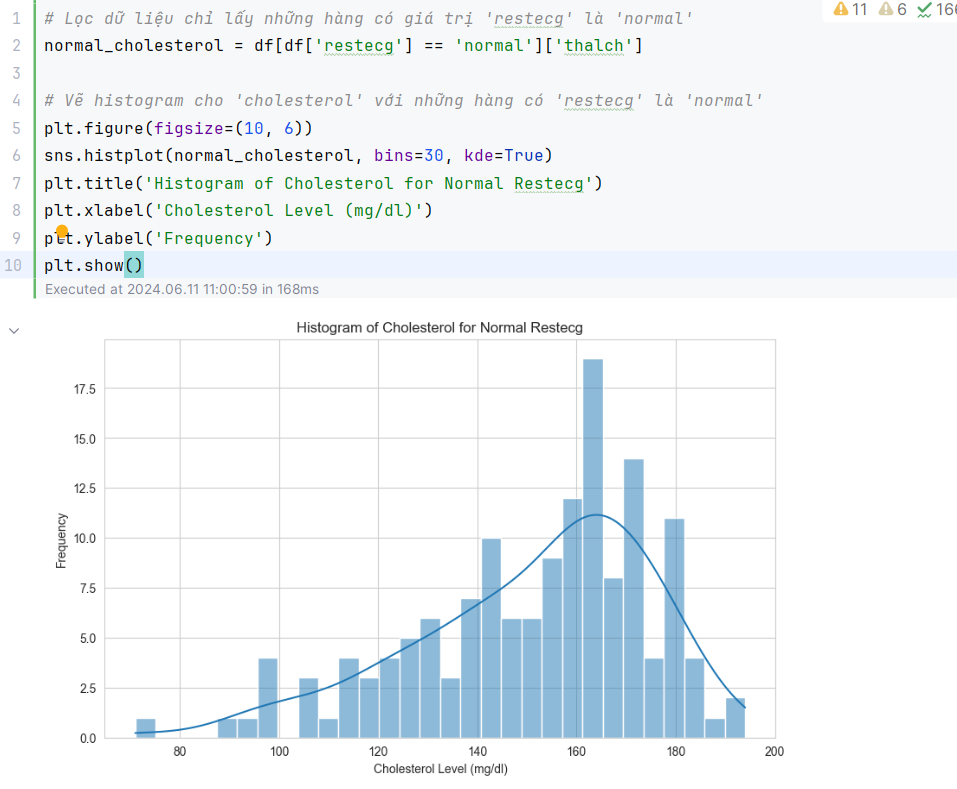 11 6 166
1 # Lọc dữ liệu chỉ lấy những hàng có giá trị 'restecg' là 'normal'
2 normal_cholesterol = df[df['restecg'] == 'normal']['thalch']
3
4 # Vẽ histogram cho 'cholesterol' với những hàng có 'restecg' là 'normal'
5 plt.figure(figsize=(10, 6))
6 sns.histplot(normal_cholesterol, bins=30, kde=True)
7 plt.title('Histogram of Cholesterol for Normal Restecg')
8 plt.xlabel('Cholesterol Level (mg/dl)')
9 plt.ylabel('Frequency')
10 plt.show()
Executed at 2024.06.11 11:00:59 in 168ms
Histogram of Cholesterol for Normal Restecg
17.5
15.0
12.5
10.0
7.5
5.0
2.5
0.0
Frequency
80 100 120 140 160 180 200
Cholesterol Level (mg/dl)